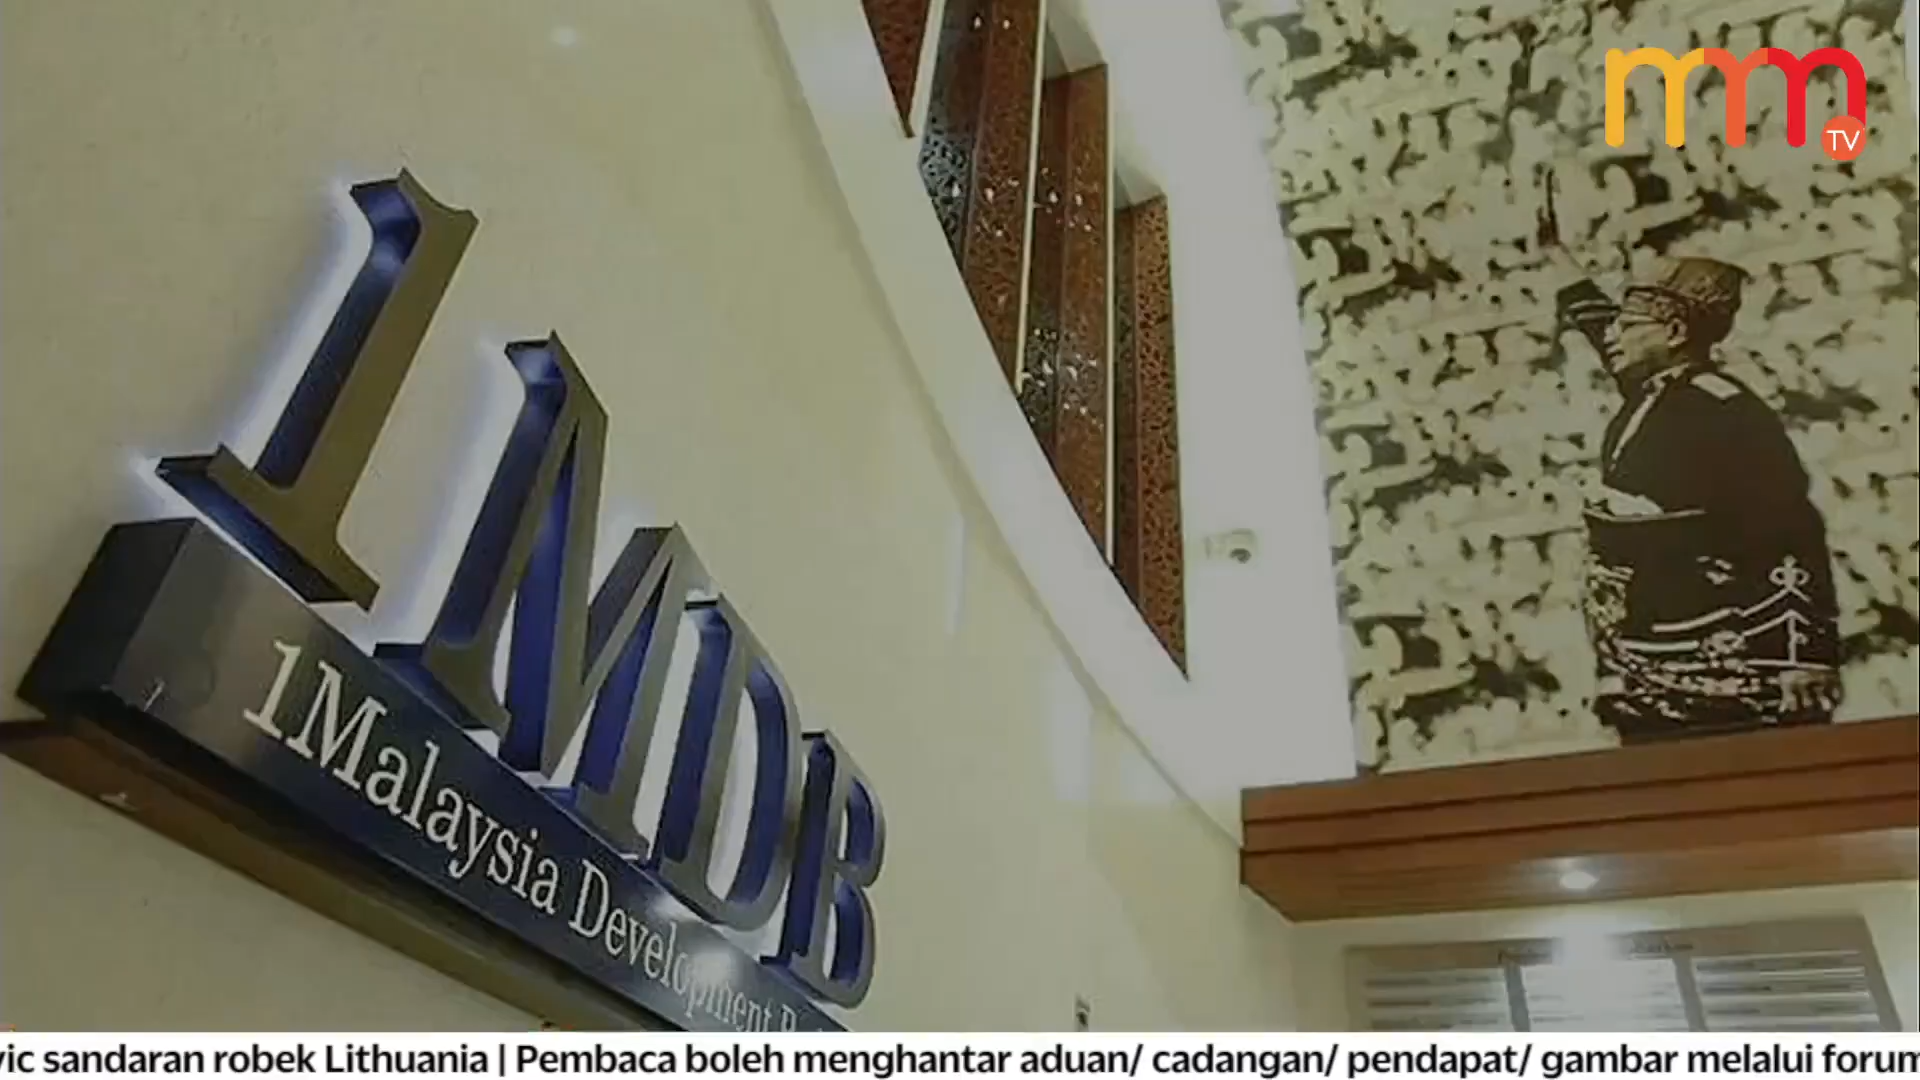 mm TV
1MDB
1Malaysia Development
vic sandaran robek Lithuania | Pembaca boleh menghantar aduan/ cadangan/ pendapat/ gambar melalui forum